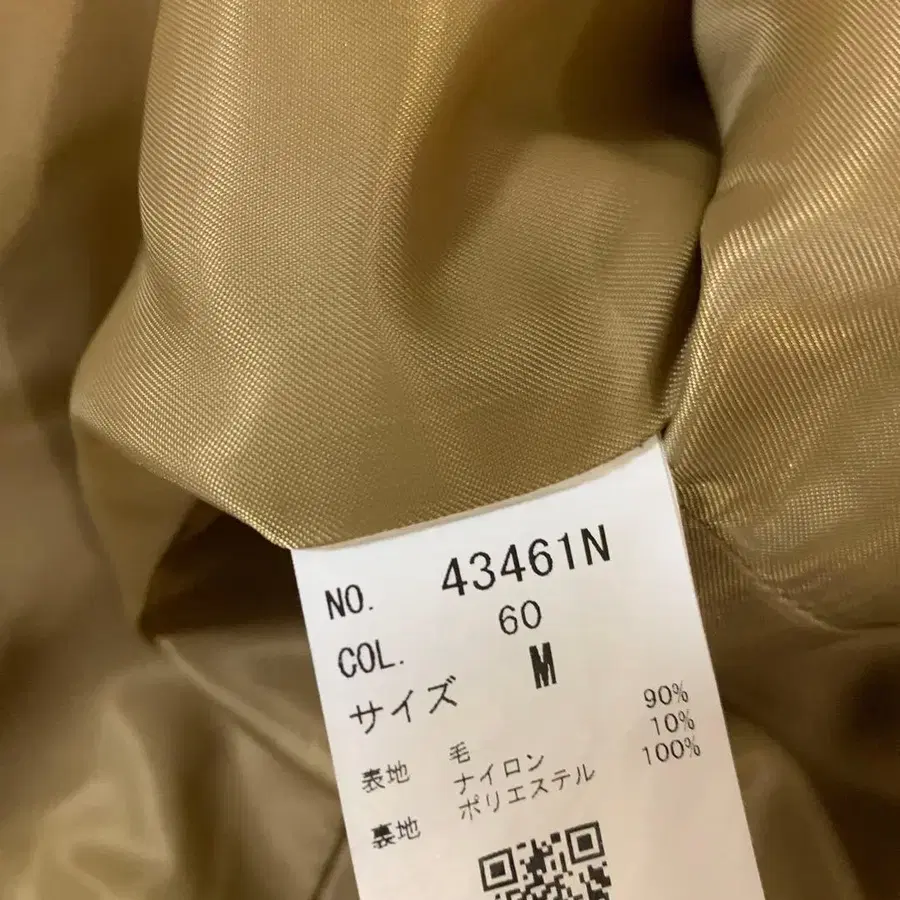 NO. 43461N
COL. 60
サイズ M
表地 毛 90%
ナイロン 10%
裏地 ポリエステル 100%